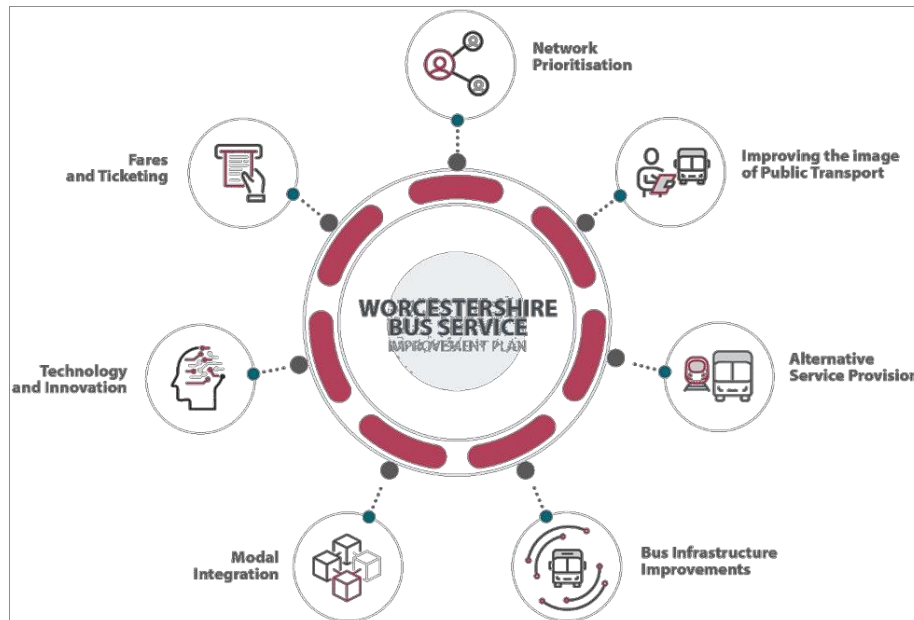 Network
Prioritisation
Improving the image
of Public Transport
Alternative
Service Provision
Bus Infrastructure
Improvements
Modal
Integration
Technology
and Innovation
Fares
and Ticketing
WORCESTERSHIRE
BUS SERVICE
IMPROVEMENT PLAN